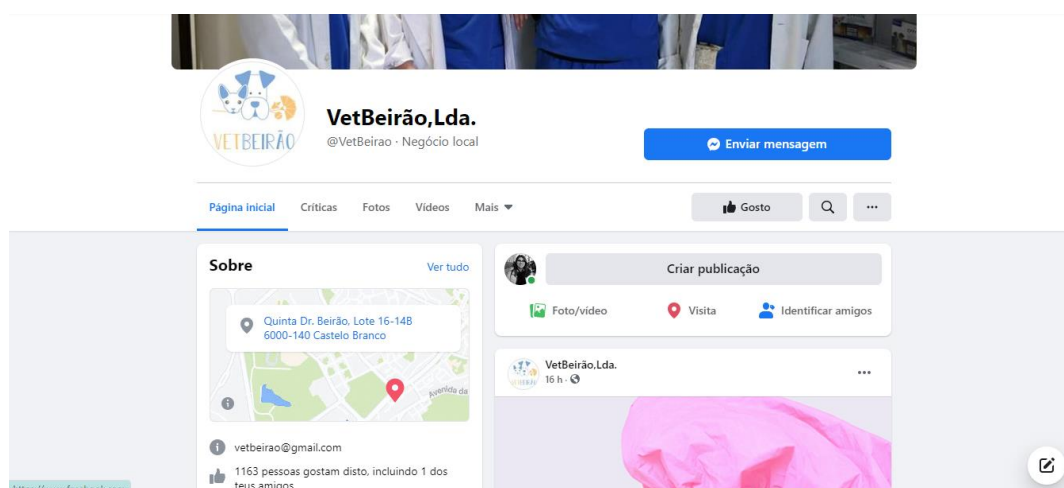 VETBEIRÃO
VetBeirão,Lda.
@VetBeirao · Negócio local
Enviar mensagem
Página inicial
Críticas
Fotos
Vídeos
Mais
Gosto
Sobre
Ver tudo
Quinta Dr. Beirão, Lote 16-14B
6000-140 Castelo Branco
Avenida da
vetbeirao@gmail.com
1163 pessoas gostam disto, incluindo 1 dos
teus amigos
Criar publicação
Foto/vídeo
Visita
Identificar amigos
VetBeirão,Lda.
16 h ·